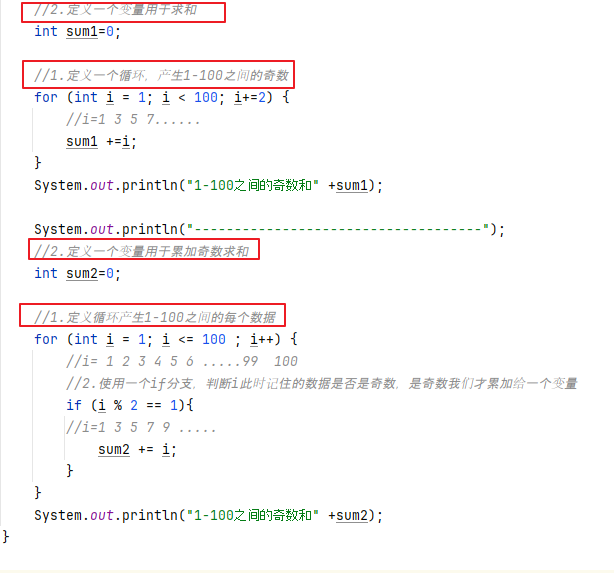 //2.定义一个变量用于求和
int sum1=0;
//1.定义一个循环，产生1-100之间的奇数
for (int i = 1; i < 100; i+=2) {
//i=1 3 5 7......
sum1 +=i;
}
System.out.println("1-100之间的奇数和" +sum1);
System.out.println("-----------------------------------");
//2.定义一个变量用于累加奇数求和
int sum2=0;
//1.定义循环产生1-100之间的每个数据
for (int i = 1; i <= 100 ; i++) {
//i= 1 2 3 4 5 6 .....99  100
//2.使用一个if分支，判断i此时记住的数据是否是奇数，是奇数我们才累加给一个变量
if (i % 2 == 1){
//i=1 3 5 7 9 .....
sum2 += i;
}
}
System.out.println("1-100之间的奇数和" +sum2);
}